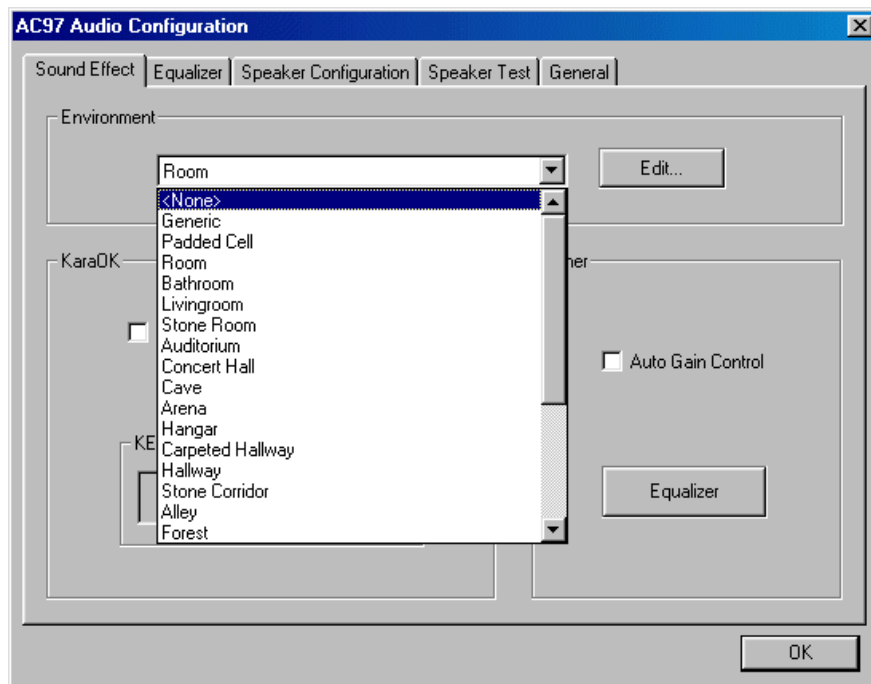 AC97 Audio Configuration
Sound Effect Equalizer Speaker Configuration Speaker Test General
Environment
Room
Edit...
<None>
Generic
Padded Cell
Room
Bathroom
Livingroom
Stone Room
Auditorium
Concert Hall
Cave
Arena
Hangar
Carpeted Hallway
Hallway
Stone Corridor
Alley
Forest
KaraOK
KE
her
Auto Gain Control
Equalizer
OK